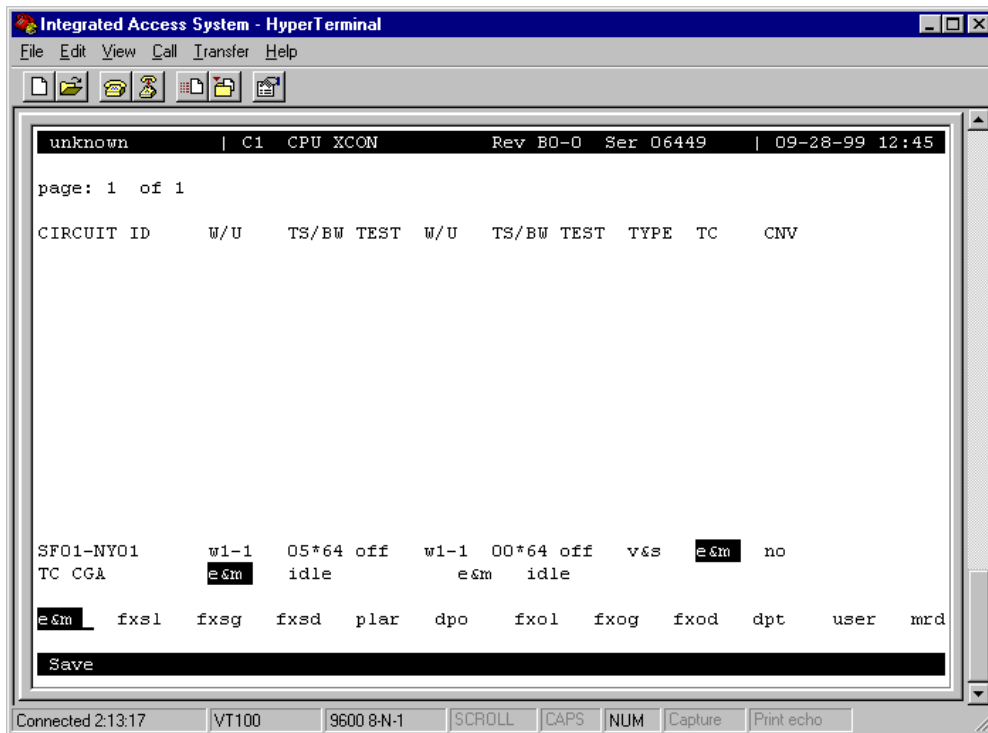 Integrated Access System - HyperTerminal
File Edit View Call Transfer Help
unknown | C1 CPU XCON Rev B0-0 Ser 06449 | 09-28-99 12:45
page: 1 of 1
CIRCUIT ID W/U TS/BW TEST W/U TS/BW TEST TYPE TC CNV
SF01-NY01 w1-1 05*64 off w1-1 00*64 off v&s e&m no
TC CGA e&m idle e&m idle
e&m_ fxsl fxsg fxsd plar dpo fxol fxog fxod dpt user mrd
Save
Connected 2:13:17 VT100 9600 8-N-1 SCROLL CAPS NUM Capture Print echo